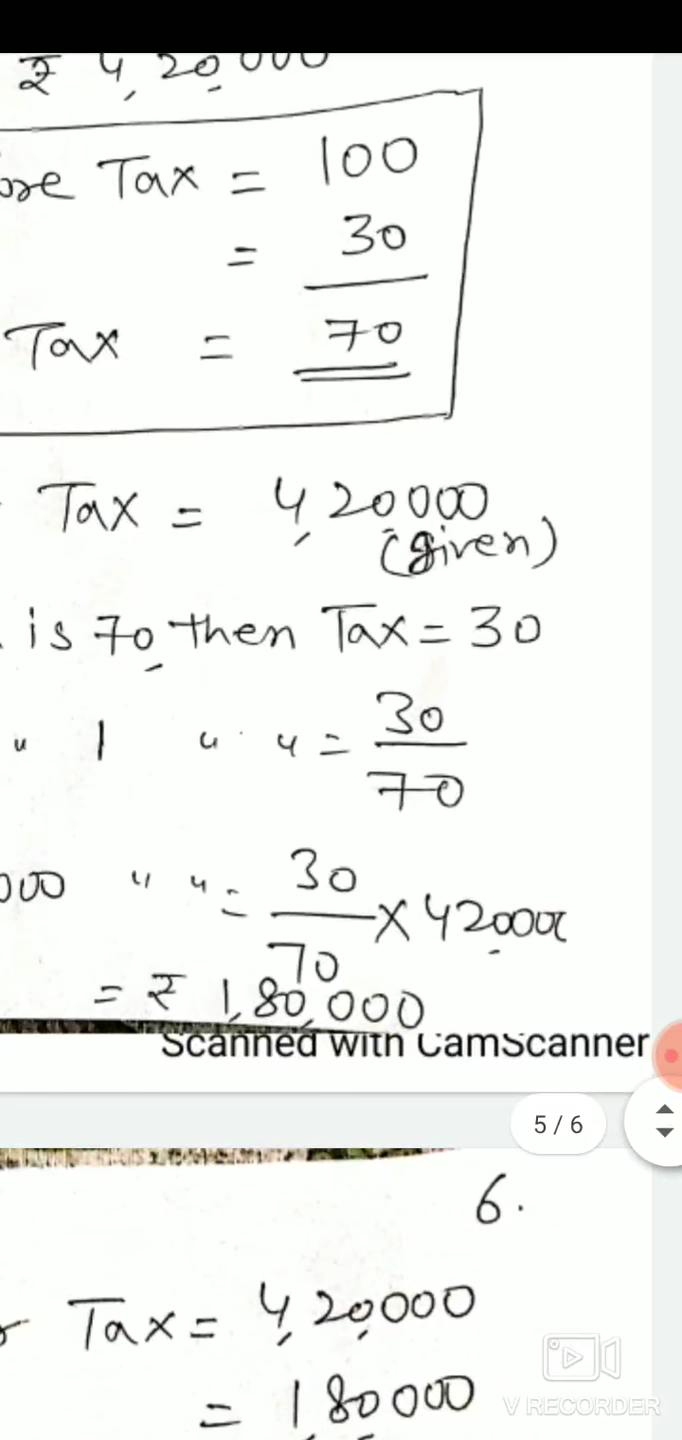 ₹ 4,20,000
Tax = 100
= 30
Tax = 70
Tax = 4,20000
(given)
is 70, then Tax = 30
" 1 " " = 30/70
000 " " = 30/70 × 420000
= ₹ 1,80,000
Scanned with CamScanner
5 / 6
6.
Tax = 4,20,000
= 1,80000
V RECORDER